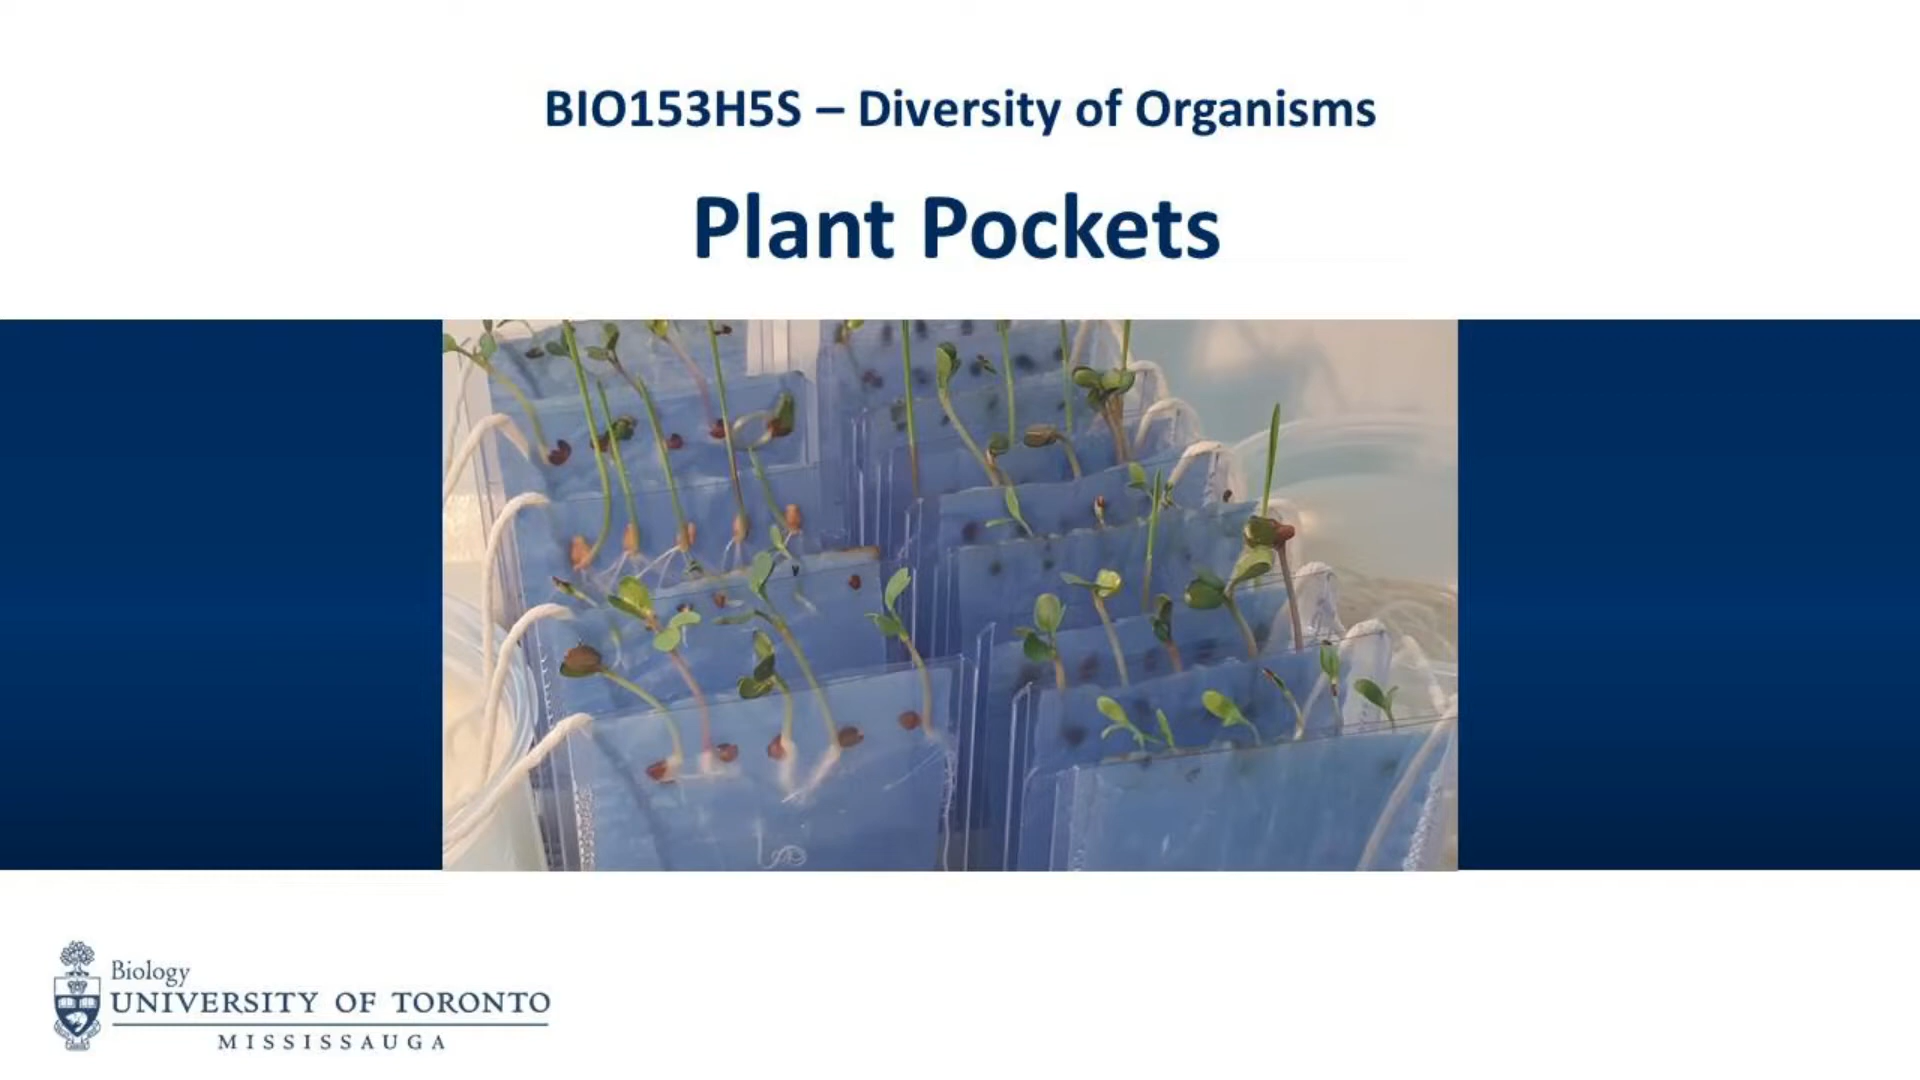 BIO153H5S – Diversity of Organisms
Plant Pockets
Biology
UNIVERSITY OF TORONTO
MISSISSAUGA